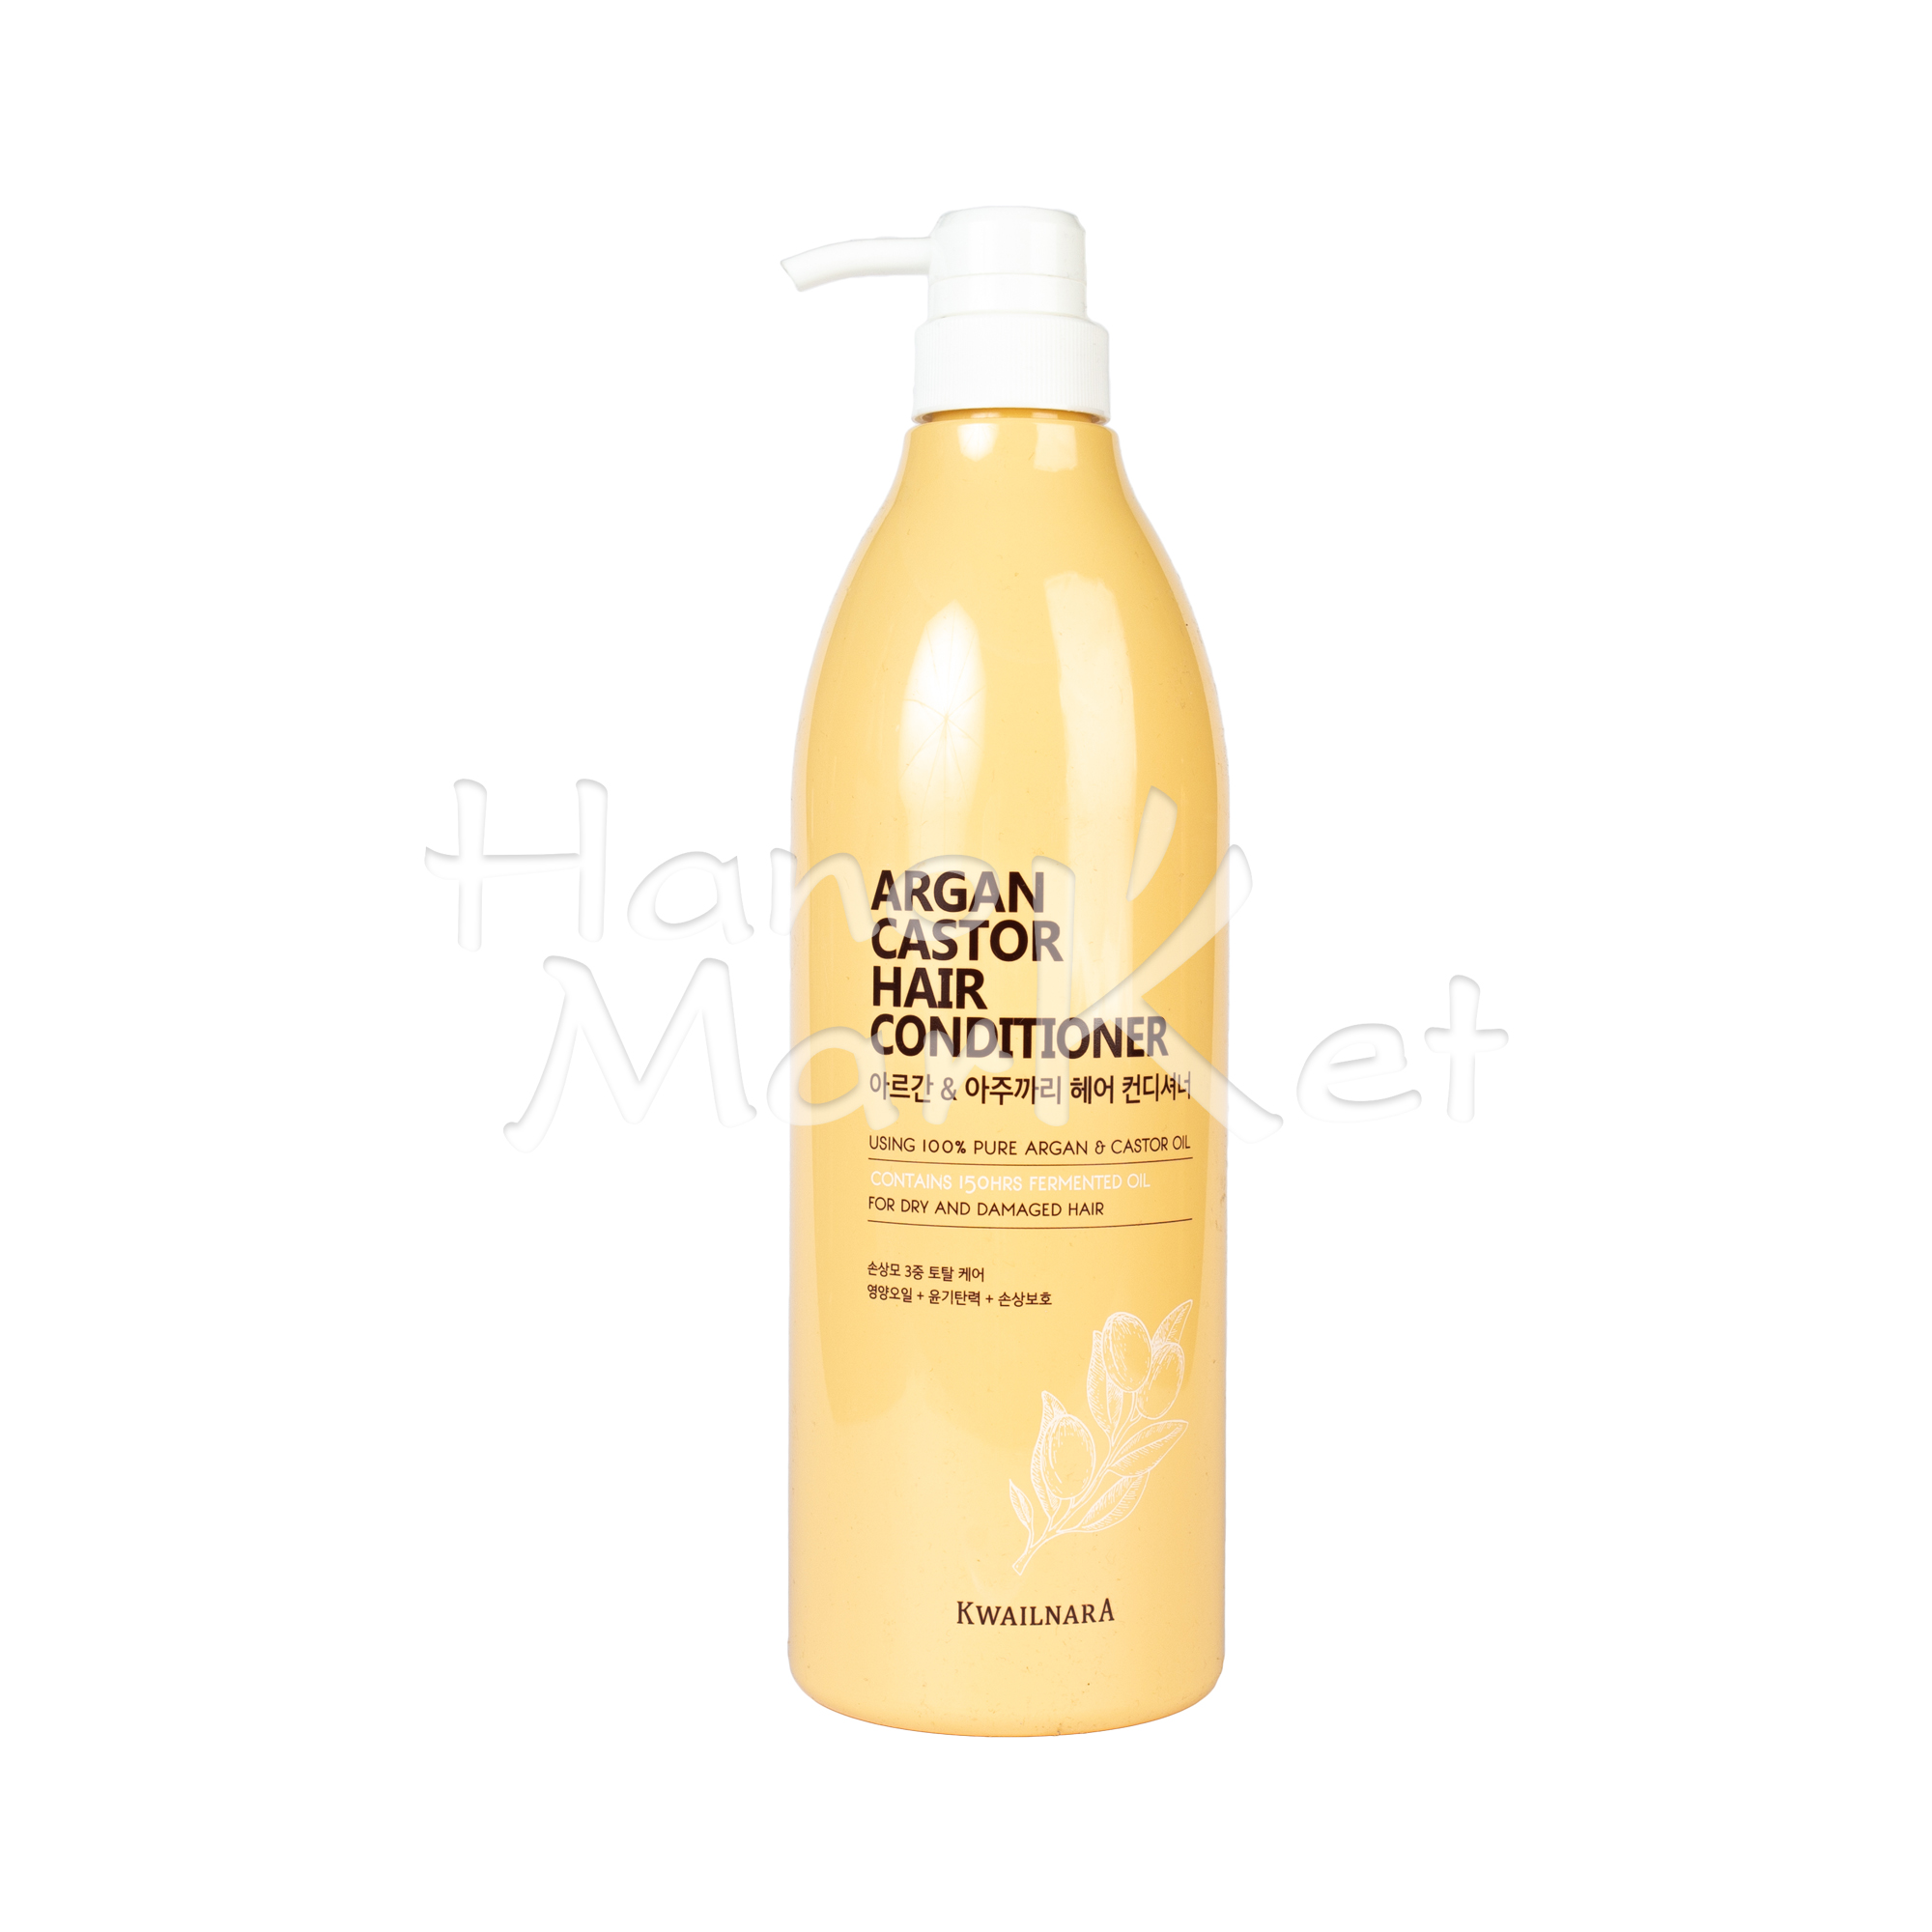 Hanok
Market
ARGAN
CASTOR
HAIR
CONDITIONER
아르간 & 아주까리 헤어 컨디셔너
USING 100% PURE ARGAN & CASTOR OIL
CONTAINS 150HRS FERMENTED OIL
FOR DRY AND DAMAGED HAIR
손상모 3중 토탈 케어
영양오일 + 윤기탄력 + 손상보호
KWAILNARA